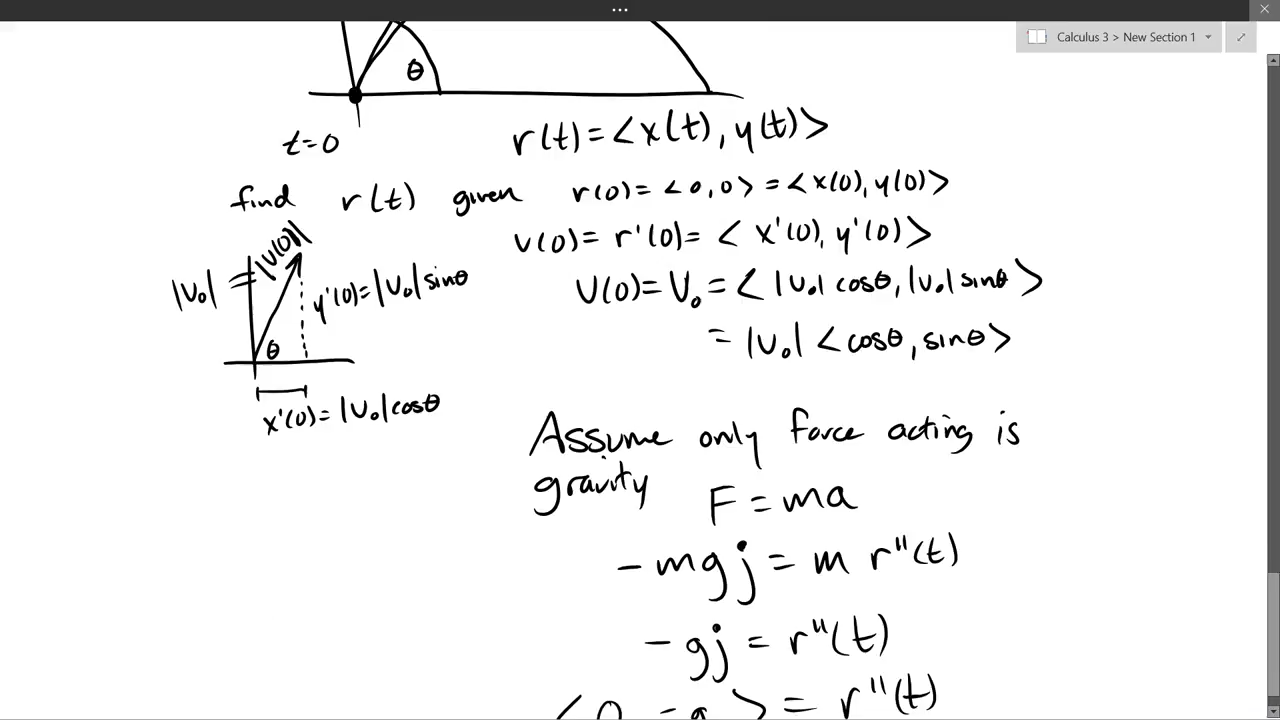 ...
Calculus 3 > New Section 1
θ
t=0
r(t)=<x(t), y(t)>
find r(t) given r(0)=<0,0>=<x(0), y(0)>
v(0)= r'(0)=< x'(0), y'(0)>
|v(0)|
|v₀|
y'(0)=|v₀|sinθ
θ
x'(0)=|v₀|cosθ
v(0)=v₀=<|v₀|cosθ, |v₀|sinθ>
=|v₀|<cosθ, sinθ>
Assume only force acting is
gravity F=ma
-mgj=m r''(t)
-gj=r''(t)
<0, -g>=r''(t)